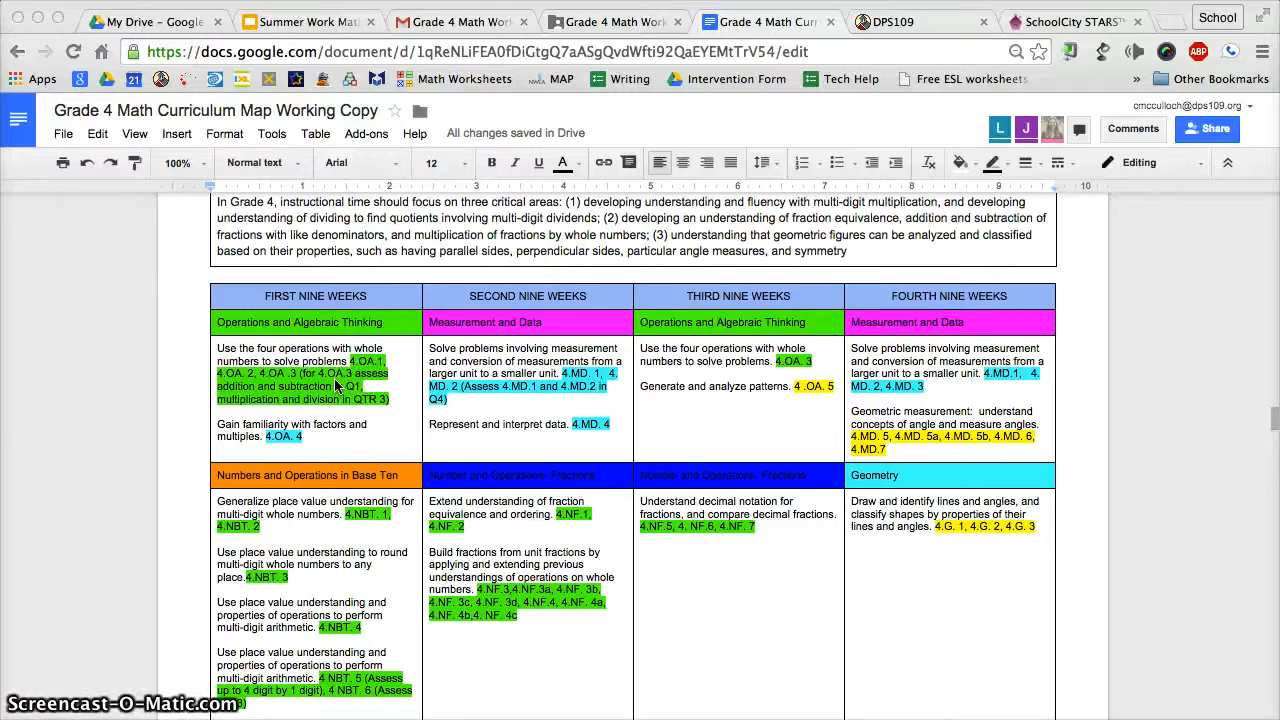 My Drive – Google
Summer Work Mat
Grade 4 Math Wor
Grade 4 Math Wor
Grade 4 Math Curr
DPS109
SchoolCity STARS™
School
https://docs.google.com/document/d/1qReNLiFEA0fDiGtgQ7aASgQvdWfti92QaEYEMtTrV54/edit
Apps
21
Math Worksheets
MAP
Writing
Intervention Form
Tech Help
Free ESL worksheets
»
Other Bookmarks
Grade 4 Math Curriculum Map Working Copy
cmcculloch@dps109.org
File Edit View Insert Format Tools Table Add-ons Help
All changes saved in Drive
L
J
Comments
Share
100% Normal text Arial 12 B I U A Editing
1 2 3 4 5 6 7 8 9 10
In Grade 4, instructional time should focus on three critical areas: (1) developing understanding and fluency with multi-digit multiplication, and developing
understanding of dividing to find quotients involving multi-digit dividends; (2) developing an understanding of fraction equivalence, addition and subtraction of
fractions with like denominators, and multiplication of fractions by whole numbers; (3) understanding that geometric figures can be analyzed and classified
based on their properties, such as having parallel sides, perpendicular sides, particular angle measures, and symmetry
FIRST NINE WEEKS
SECOND NINE WEEKS
THIRD NINE WEEKS
FOURTH NINE WEEKS
Operations and Algebraic Thinking
Measurement and Data
Operations and Algebraic Thinking
Measurement and Data
Use the four operations with whole
numbers to solve problems 4.OA.1,
4.OA. 2, 4.OA .3 (for 4.OA.3 assess
addition and subtraction Q1,
multiplication and division in QTR 3)
Gain familiarity with factors and
multiples. 4.OA. 4
Solve problems involving measurement
and conversion of measurements from a
larger unit to a smaller unit. 4.MD. 1, 4.
MD. 2 (Assess 4.MD.1 and 4.MD.2 in
Q4)
Represent and interpret data. 4.MD. 4
Use the four operations with whole
numbers to solve problems. 4.OA. 3
Generate and analyze patterns. 4 .OA. 5
Solve problems involving measurement
and conversion of measurements from a
larger unit to a smaller unit. 4.MD.1, 4.
MD. 2, 4.MD. 3
Geometric measurement: understand
concepts of angle and measure angles.
4.MD. 5, 4.MD. 5a, 4.MD. 5b, 4.MD. 6,
4.MD.7
Numbers and Operations in Base Ten
Number and Operations- Fractions
Number and Operations- Fractions
Geometry
Generalize place value understanding for
multi-digit whole numbers. 4.NBT. 1,
4.NBT. 2
Use place value understanding to round
multi-digit whole numbers to any
place.4.NBT. 3
Use place value understanding and
properties of operations to perform
multi-digit arithmetic. 4.NBT. 4
Use place value understanding and
properties of operations to perform
multi-digit arithmetic. 4 NBT. 5 (Assess
up to 4 digit by 1 digit), 4 NBT. 6 (Assess
3)
Extend understanding of fraction
equivalence and ordering. 4.NF.1,
4.NF. 2
Build fractions from unit fractions by
applying and extending previous
understandings of operations on whole
numbers. 4.NF.3,4.NF.3a, 4.NF. 3b,
4.NF. 3c, 4.NF. 3d, 4.NF.4, 4.NF. 4a,
4.NF. 4b,4. NF. 4c
Understand decimal notation for
fractions, and compare decimal fractions.
4.NF.5, 4. NF.6, 4.NF. 7
Draw and identify lines and angles, and
classify shapes by properties of their
lines and angles. 4.G. 1, 4.G. 2, 4.G. 3
Screencast-O-Matic.com